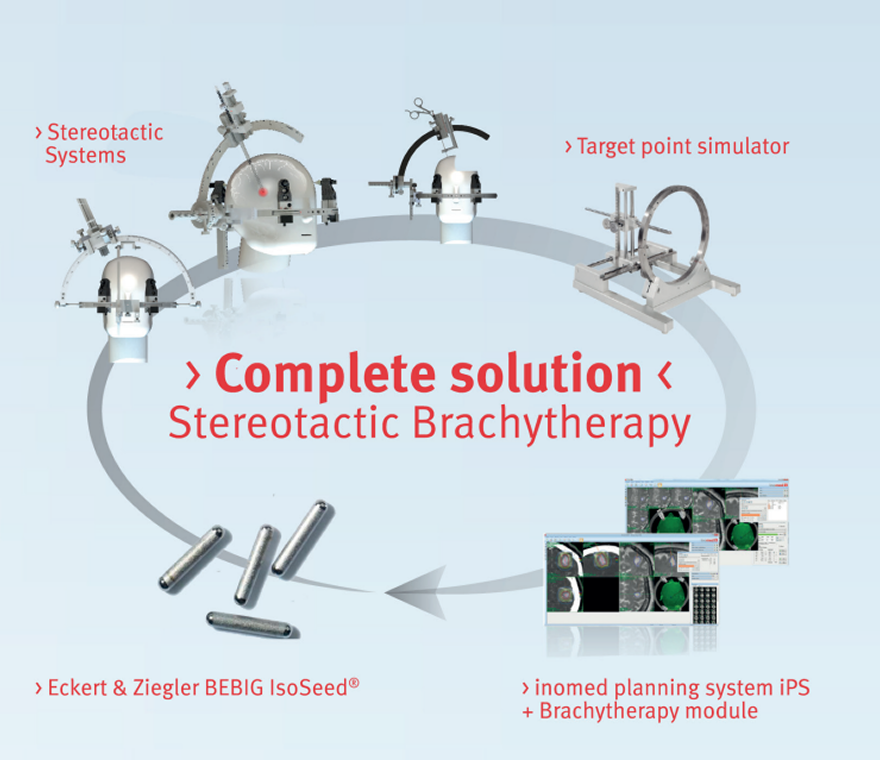 › Stereotactic
Systems
› Target point simulator
› Complete solution ‹
Stereotactic Brachytherapy
› Eckert & Ziegler BEBIG IsoSeed®
› inomed planning system iPS
+ Brachytherapy module